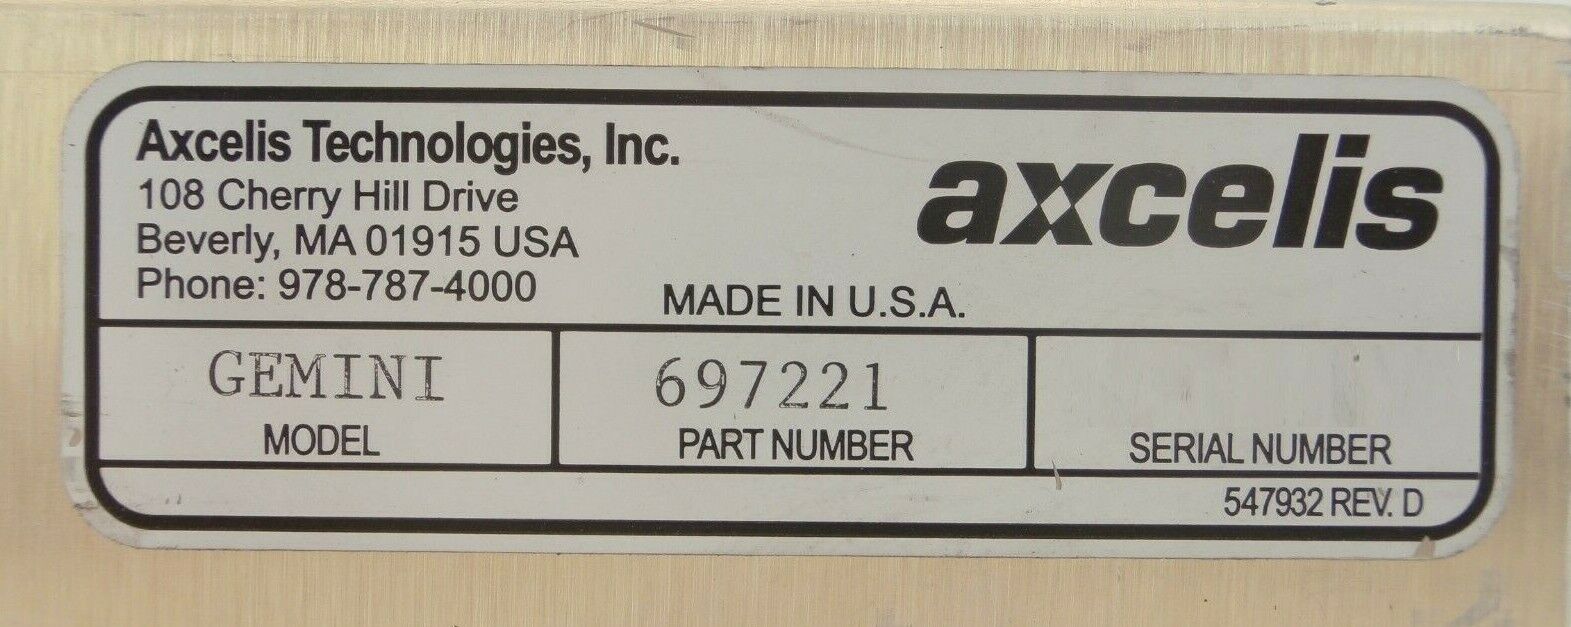 Axcelis Technologies, Inc.
108 Cherry Hill Drive
Beverly, MA 01915 USA
Phone: 978-787-4000
axcelis
MADE IN U.S.A.
GEMINI
MODEL
697221
PART NUMBER
SERIAL NUMBER
547932 REV. D